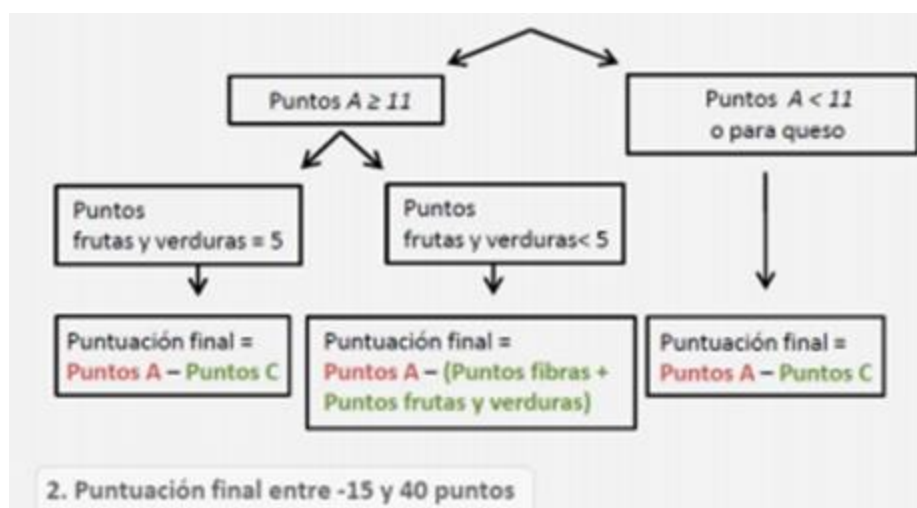 Puntos A ≥ 11
Puntos A < 11
o para queso
Puntos
frutas y verduras = 5
Puntos
frutas y verduras< 5
Puntuación final =
Puntos A – Puntos C
Puntuación final =
Puntos A – (Puntos fibras +
Puntos frutas y verduras)
Puntuación final =
Puntos A – Puntos C
2. Puntuación final entre -15 y 40 puntos